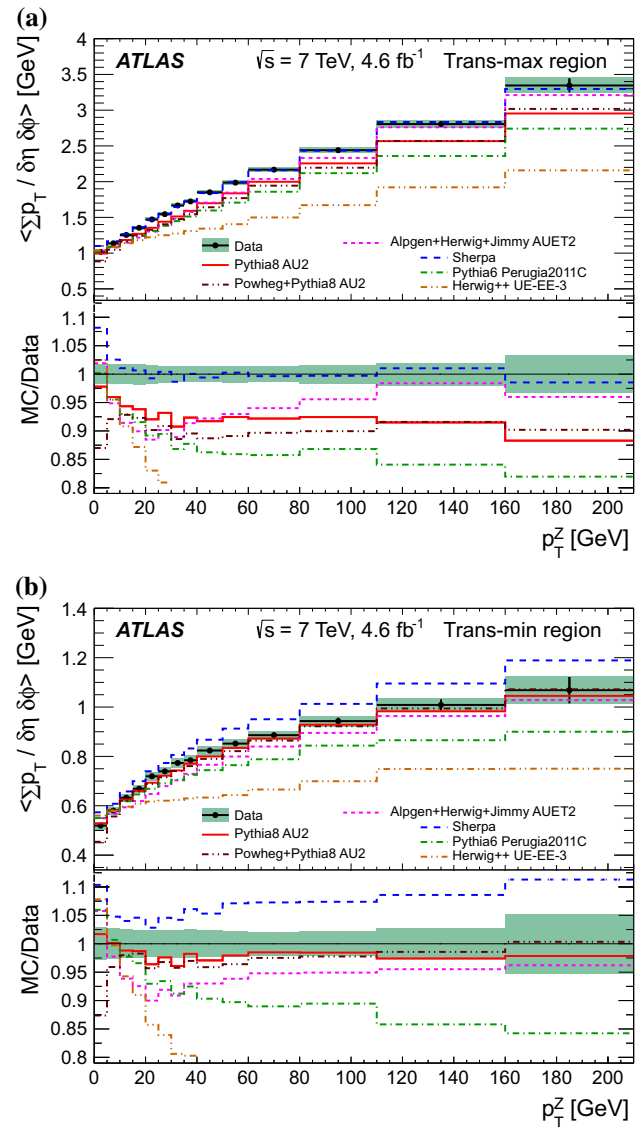 (a)
ATLAS √s = 7 TeV, 4.6 fb⁻¹ Trans-max region
<Σp_T / δη δϕ> [GeV]
4
3.5
3
2.5
2
1.5
1
0.5
Data
Pythia8 AU2
Powheg+Pythia8 AU2
Alpgen+Herwig+Jimmy AUET2
Sherpa
Pythia6 Perugia2011C
Herwig++ UE-EE-3
MC/Data
1.1
1.05
1
0.95
0.9
0.85
0.8
0 20 40 60 80 100 120 140 160 180 200
p_T^Z [GeV]
(b)
ATLAS √s = 7 TeV, 4.6 fb⁻¹ Trans-min region
<Σp_T / δη δϕ> [GeV]
1.4
1.2
1.0
0.8
0.6
0.4
Data
Pythia8 AU2
Powheg+Pythia8 AU2
Alpgen+Herwig+Jimmy AUET2
Sherpa
Pythia6 Perugia2011C
Herwig++ UE-EE-3
MC/Data
1.1
1.05
1
0.95
0.9
0.85
0.8
0 20 40 60 80 100 120 140 160 180 200
p_T^Z [GeV]